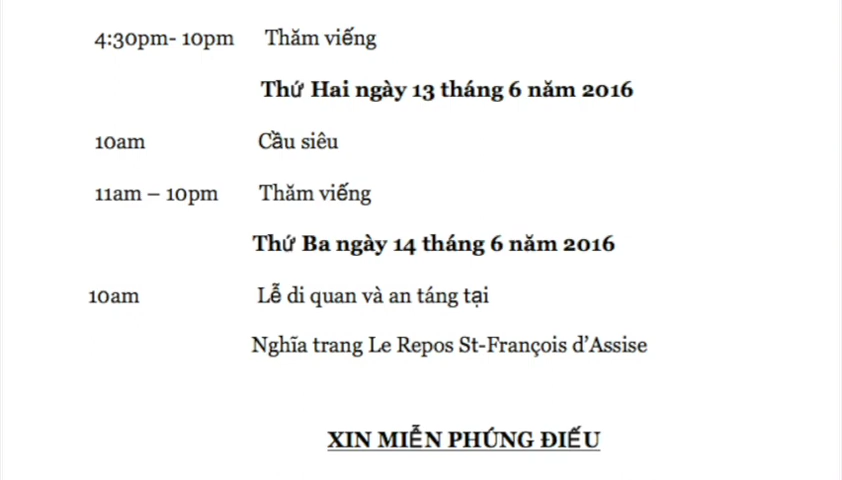 4:30pm- 10pm Thăm viếng
Thứ Hai ngày 13 tháng 6 năm 2016
10am Cầu siêu
11am – 10pm Thăm viếng
Thứ Ba ngày 14 tháng 6 năm 2016
10am Lễ di quan và an táng tại
Nghĩa trang Le Repos St-François d’Assise
XIN MIỄN PHÚNG ĐIẾU